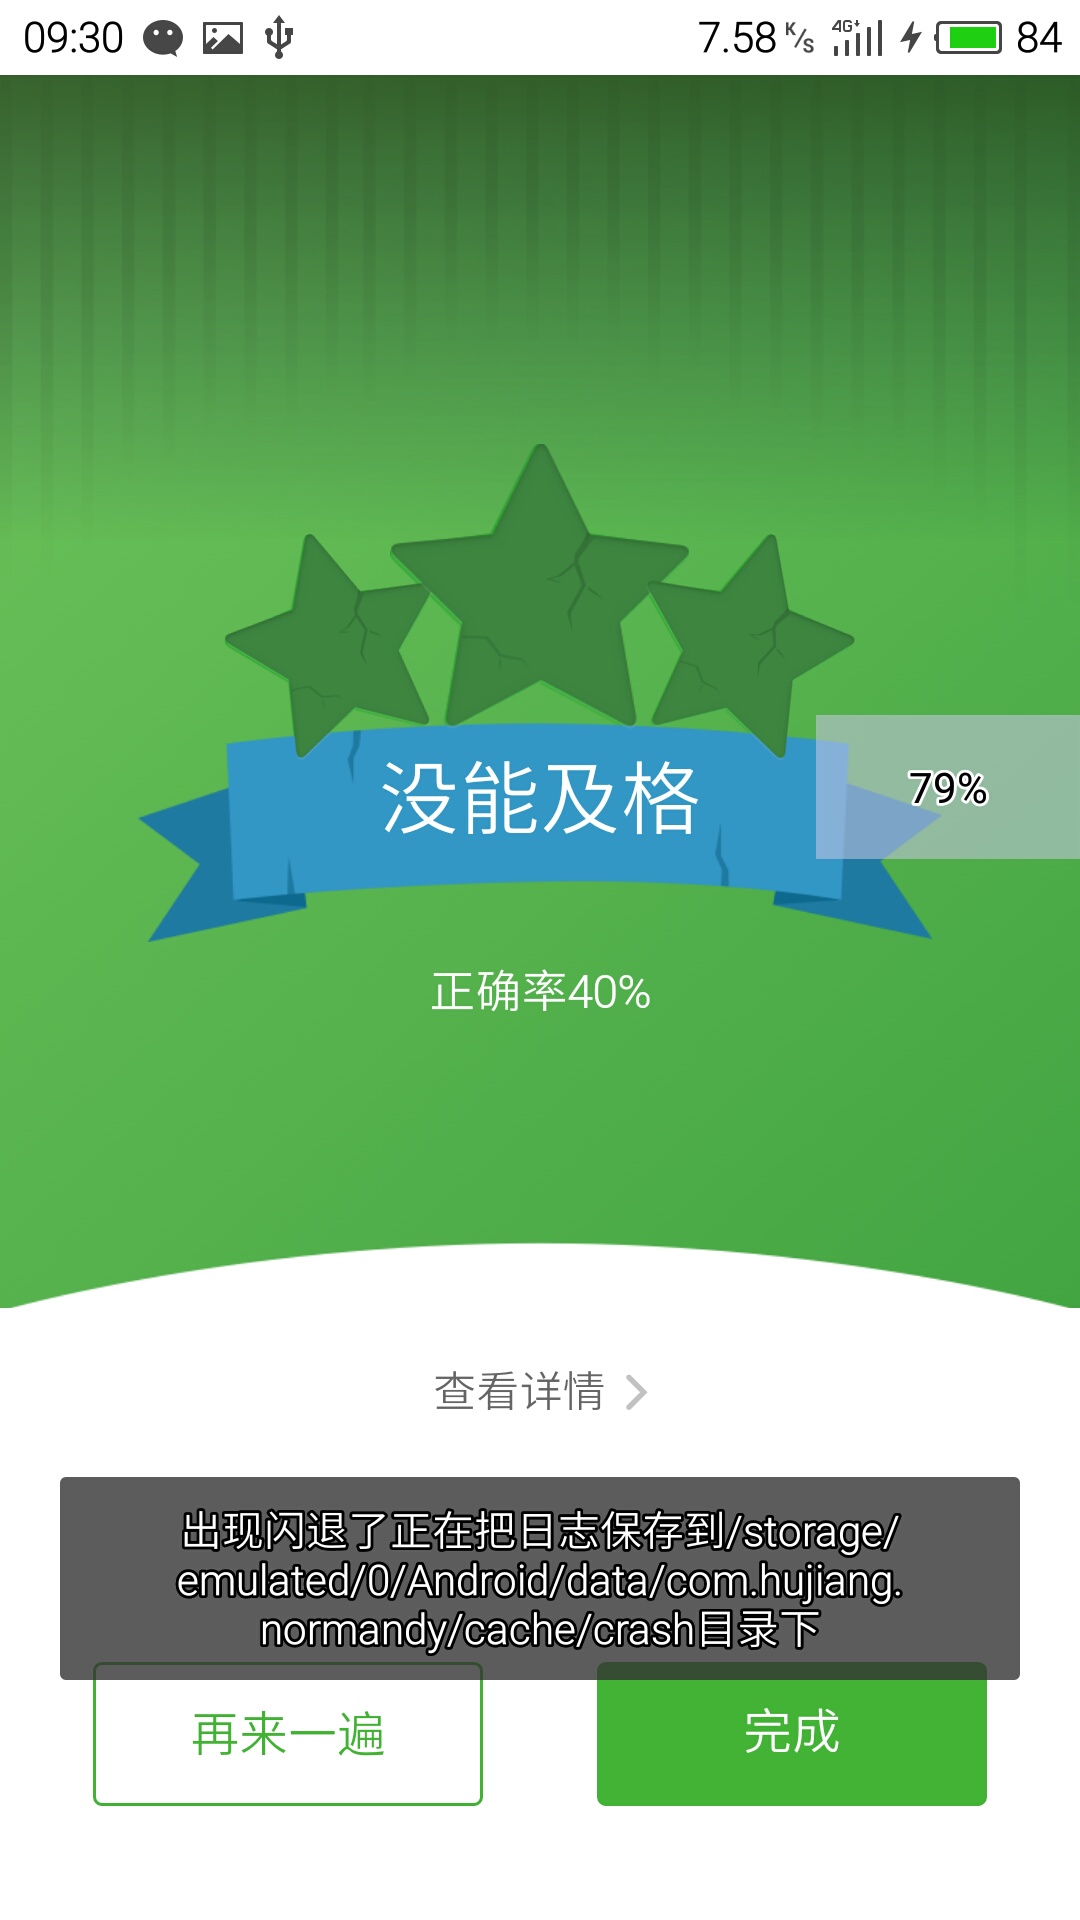 09:30
7.58 K/s 4G 84
没能及格
79%
正确率40%
查看详情
出现闪退了正在把日志保存到/storage/
emulated/0/Android/data/com.hujiang.
normandy/cache/crash目录下
再来一遍
完成